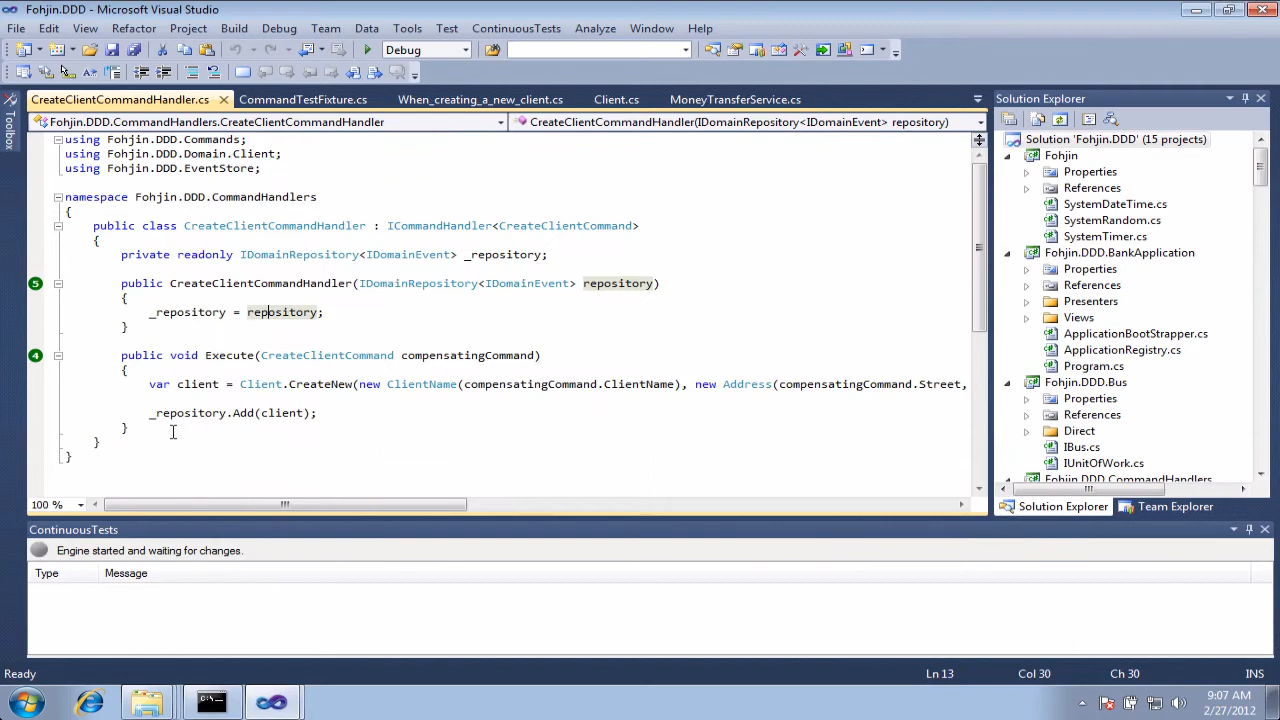 Fohjin.DDD - Microsoft Visual Studio
File Edit View Refactor Project Build Debug Team Data Tools Test ContinuousTests Analyze Window Help
Debug
CreateClientCommandHandler.cs CommandTestFixture.cs When_creating_a_new_client.cs Client.cs MoneyTransferService.cs
Fohjin.DDD.CommandHandlers.CreateClientCommandHandler CreateClientCommandHandler(IDomainRepository<IDomainEvent> repository)
Toolbox
using Fohjin.DDD.Commands;
using Fohjin.DDD.Domain.Client;
using Fohjin.DDD.EventStore;
namespace Fohjin.DDD.CommandHandlers
{
public class CreateClientCommandHandler : ICommandHandler<CreateClientCommand>
{
private readonly IDomainRepository<IDomainEvent> _repository;
5 public CreateClientCommandHandler(IDomainRepository<IDomainEvent> repository)
{
_repository = repository;
}
4 public void Execute(CreateClientCommand compensatingCommand)
{
var client = Client.CreateNew(new ClientName(compensatingCommand.ClientName), new Address(compensatingCommand.Street,
_repository.Add(client);
}
}
}
100 %
Solution Explorer
Solution 'Fohjin.DDD' (15 projects)
Fohjin
Properties
References
SystemDateTime.cs
SystemRandom.cs
SystemTimer.cs
Fohjin.DDD.BankApplication
Properties
References
Presenters
Views
ApplicationBootStrapper.cs
ApplicationRegistry.cs
Program.cs
Fohjin.DDD.Bus
Properties
References
Direct
IBus.cs
IUnitOfWork.cs
Fohjin.DDD.CommandHandlers
Solution Explorer Team Explorer
ContinuousTests
Engine started and waiting for changes.
Type Message
Ready Ln 13 Col 30 Ch 30 INS
C:\.
9:07 AM
2/27/2012